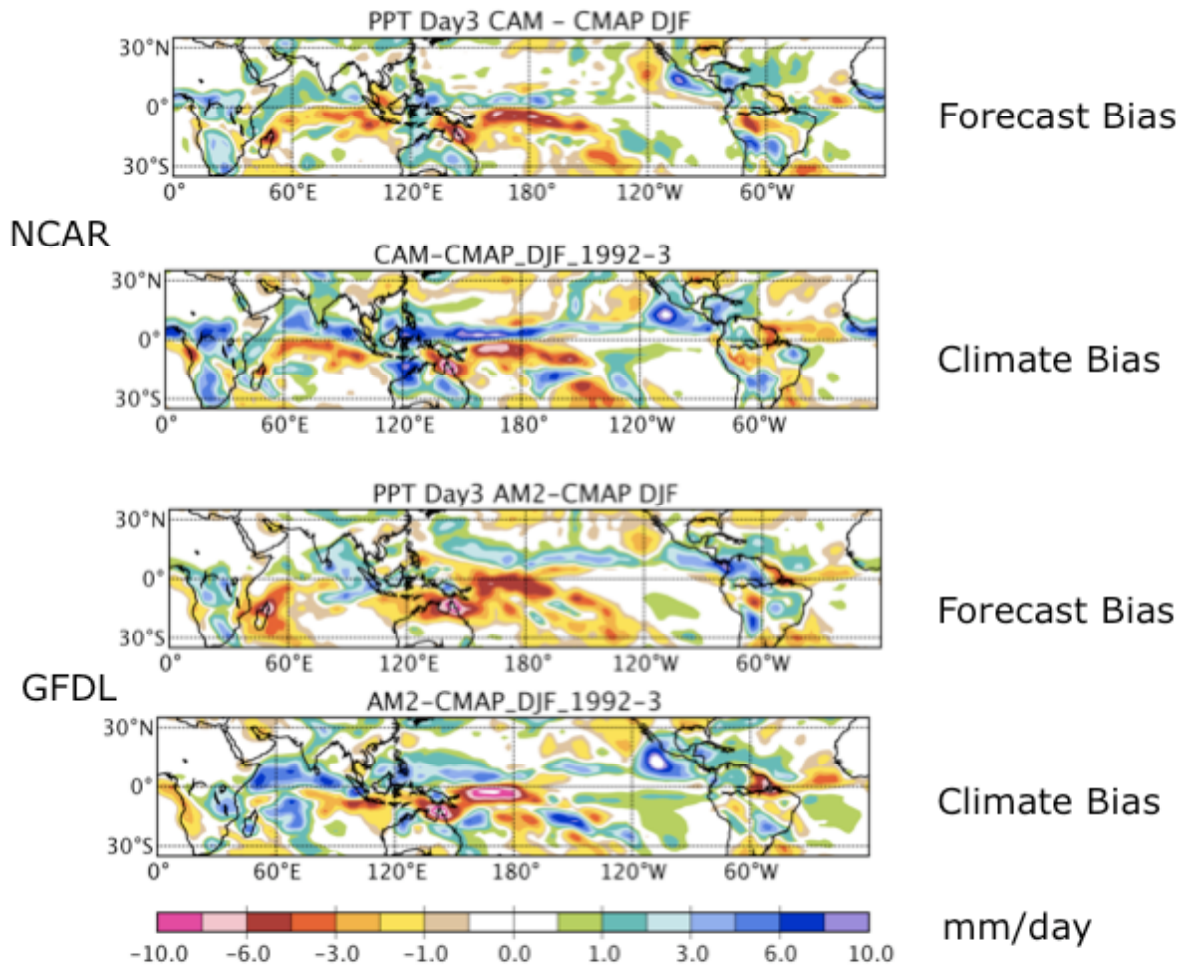 PPT Day3 CAM – CMAP DJF
30°N
0°
30°S
0° 60°E 120°E 180° 120°W 60°W
Forecast Bias
NCAR
CAM–CMAP_DJF_1992–3
30°N
0°
30°S
0° 60°E 120°E 180° 120°W 60°W
Climate Bias
PPT Day3 AM2–CMAP DJF
30°N
0°
30°S
0° 60°E 120°E 180° 120°W 60°W
Forecast Bias
GFDL
AM2–CMAP_DJF_1992–3
30°N
0°
30°S
0° 60°E 120°E 180° 120°W 60°W
Climate Bias
–10.0 –6.0 –3.0 –1.0 0.0 1.0 3.0 6.0 10.0
mm/day